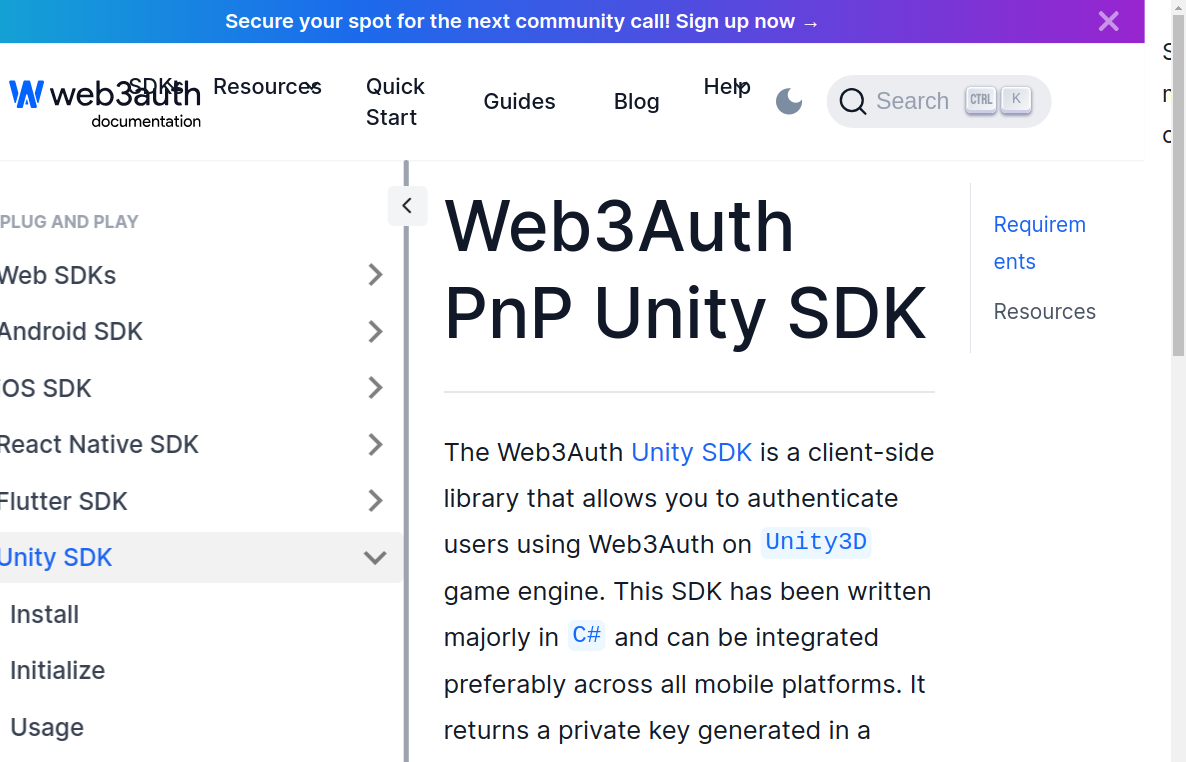 Secure your spot for the next community call! Sign up now →
web3auth
documentation
SDKs
Resources
Quick
Start
Guides
Blog
Help
Search
CTRL
K
PLUG AND PLAY
Web SDKs
Android SDK
iOS SDK
React Native SDK
Flutter SDK
Unity SDK
Install
Initialize
Usage
Web3Auth
PnP Unity SDK
The Web3Auth Unity SDK is a client-side
library that allows you to authenticate
users using Web3Auth on Unity3D
game engine. This SDK has been written
majorly in C# and can be integrated
preferably across all mobile platforms. It
returns a private key generated in a
Requirem
ents
Resources